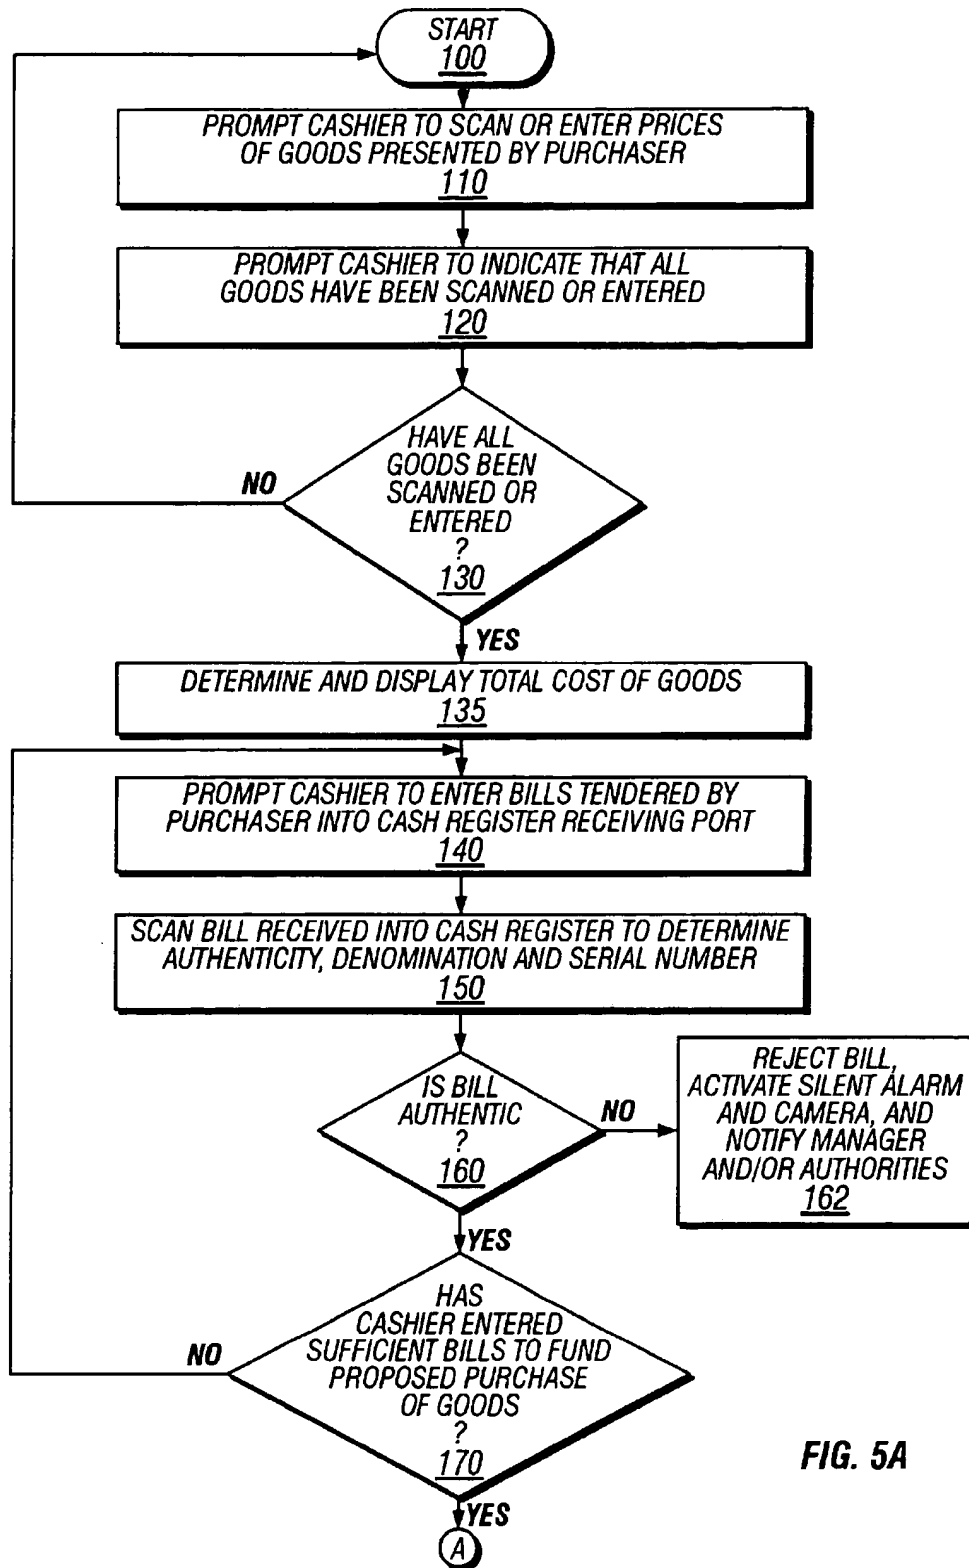 START
100
PROMPT CASHIER TO SCAN OR ENTER PRICES
OF GOODS PRESENTED BY PURCHASER
110
PROMPT CASHIER TO INDICATE THAT ALL
GOODS HAVE BEEN SCANNED OR ENTERED
120
HAVE ALL
GOODS BEEN
SCANNED OR
ENTERED
?
130
NO
YES
DETERMINE AND DISPLAY TOTAL COST OF GOODS
135
PROMPT CASHIER TO ENTER BILLS TENDERED BY
PURCHASER INTO CASH REGISTER RECEIVING PORT
140
SCAN BILL RECEIVED INTO CASH REGISTER TO DETERMINE
AUTHENTICITY, DENOMINATION AND SERIAL NUMBER
150
IS BILL
AUTHENTIC
?
160
NO
REJECT BILL,
ACTIVATE SILENT ALARM
AND CAMERA, AND
NOTIFY MANAGER
AND/OR AUTHORITIES
162
YES
HAS
CASHIER ENTERED
SUFFICIENT BILLS TO FUND
PROPOSED PURCHASE
OF GOODS
?
170
NO
YES
A
FIG. 5A